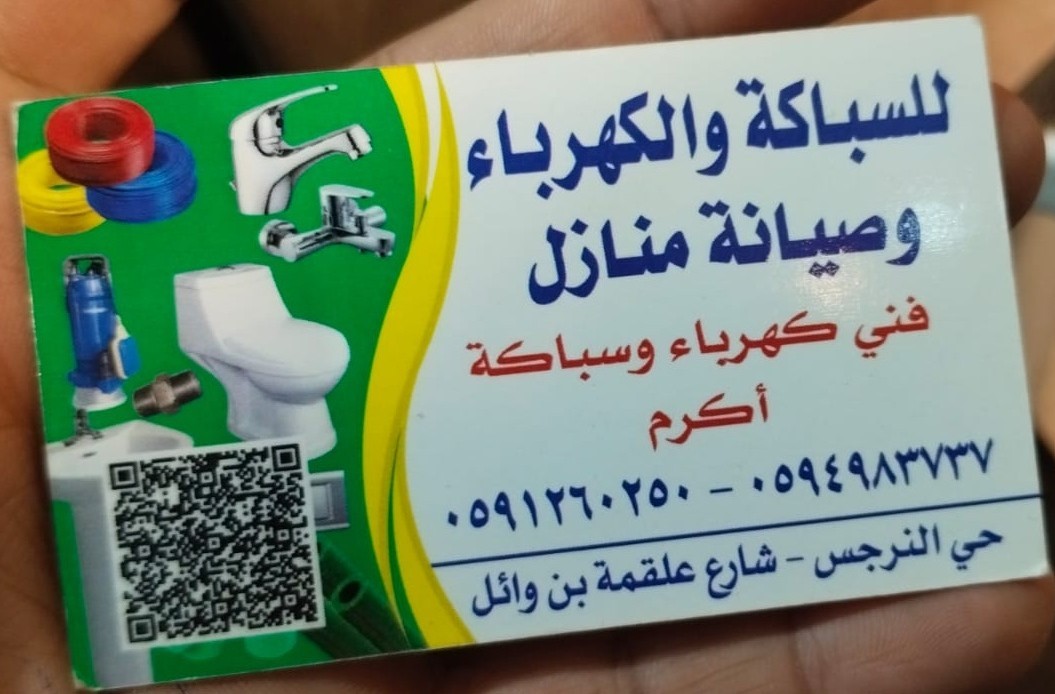 للسباكة والكهرباء
وصيانة منازل
فني كهرباء وسباكة
أكرم
٠٥٩١٢٦٠٢٥٠ - ٠٥٩٤٩٨٣٧٣٧
حي النرجس - شارع علقمة بن وائل